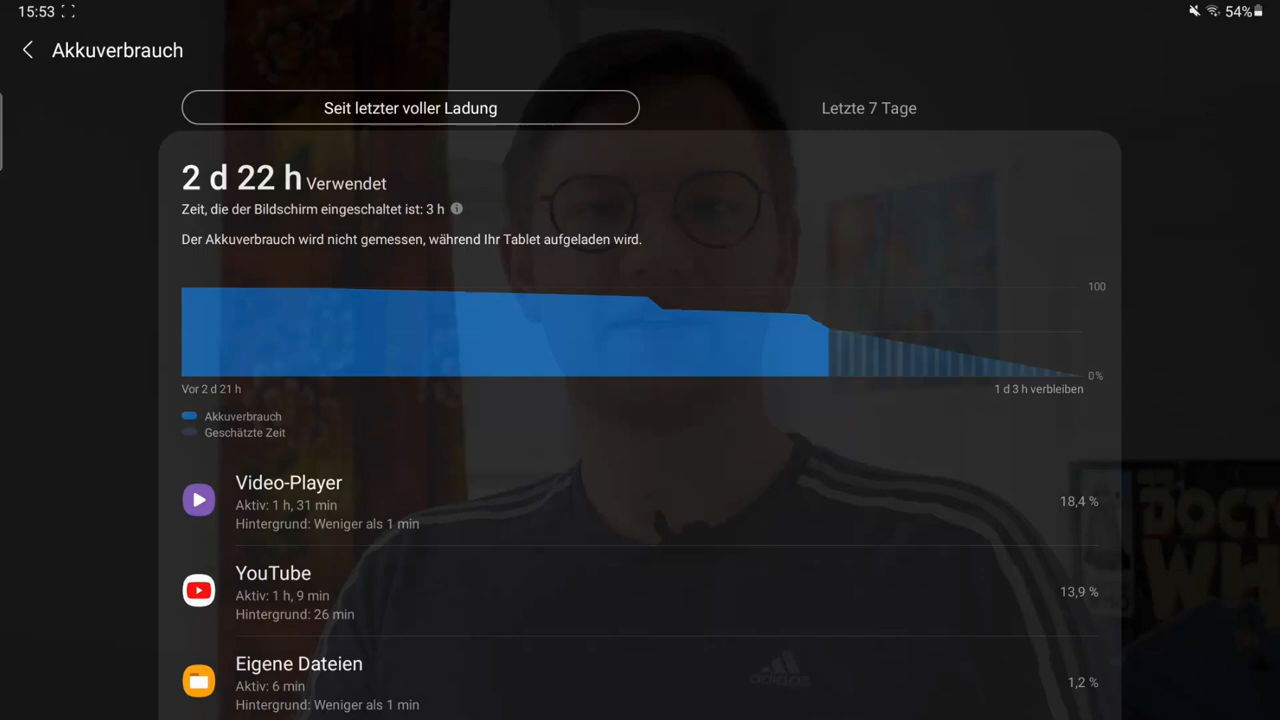 15:53
54%
Akkuverbrauch
Seit letzter voller Ladung
Letzte 7 Tage
2 d 22 h Verwendet
Zeit, die der Bildschirm eingeschaltet ist: 3 h
Der Akkuverbrauch wird nicht gemessen, während Ihr Tablet aufgeladen wird.
100
0%
Vor 2 d 21 h
1 d 3 h verbleiben
Akkuverbrauch
Geschätzte Zeit
Video-Player
Aktiv: 1 h, 31 min
Hintergrund: Weniger als 1 min
18,4 %
YouTube
Aktiv: 1 h, 9 min
Hintergrund: 26 min
13,9 %
Eigene Dateien
Aktiv: 6 min
Hintergrund: Weniger als 1 min
1,2 %
adidas
DOCT
WH